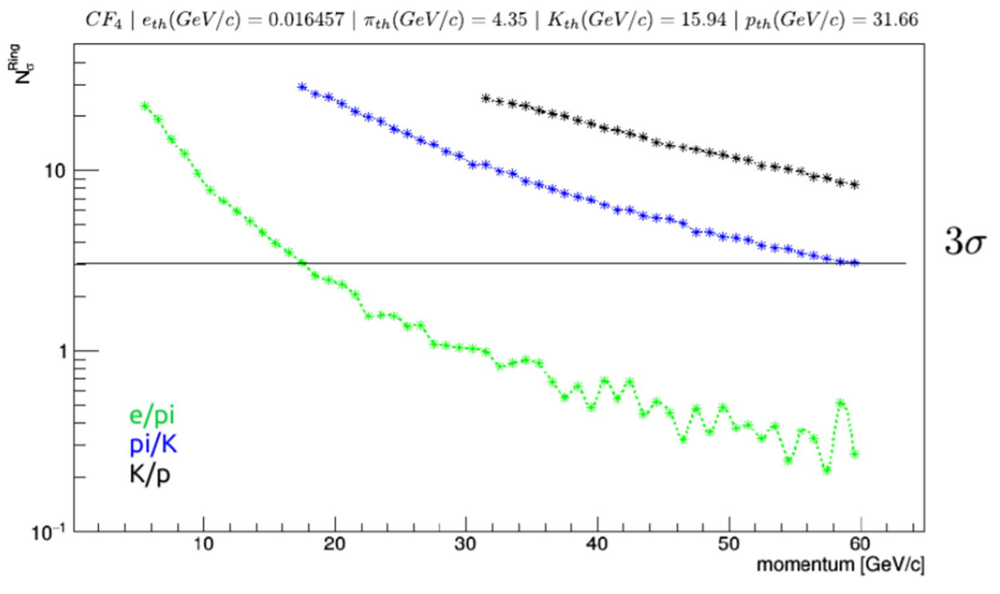 CF₄ | e_th(GeV/c) = 0.016457 | π_th(GeV/c) = 4.35 | K_th(GeV/c) = 15.94 | p_th(GeV/c) = 31.66
N_σ^Ring
10
1
10⁻¹
3σ
e/pi
pi/K
K/p
10 20 30 40 50 60
momentum [GeV/c]